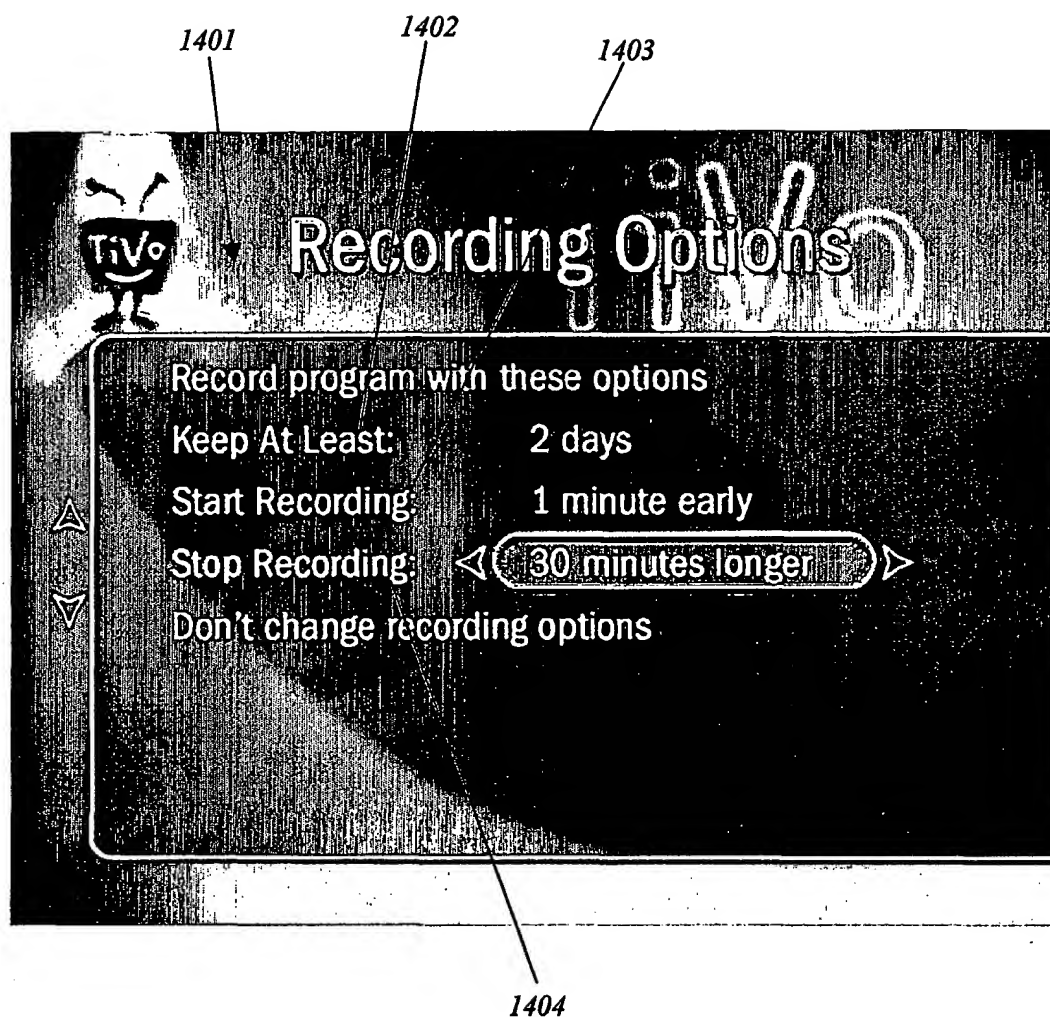 1401 1402 1403
TiVo
TiVo Recording Options
Record program with these options
Keep At Least: 2 days
Start Recording: 1 minute early
Stop Recording: 30 minutes longer
Don't change recording options
1404